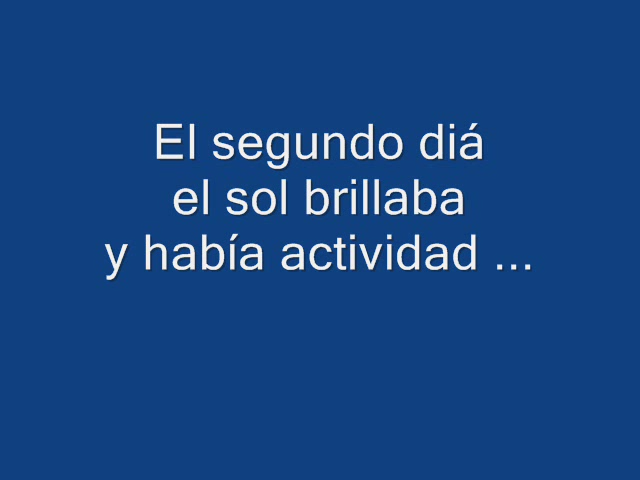 El segundo diá
el sol brillaba
y había actividad ...